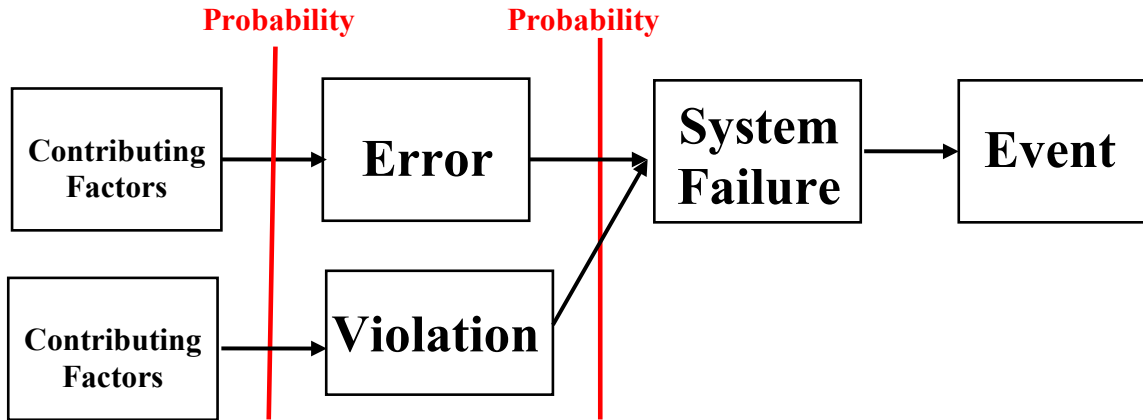 Probability
Probability
Contributing
Factors
Error
System
Failure
Event
Contributing
Factors
Violation